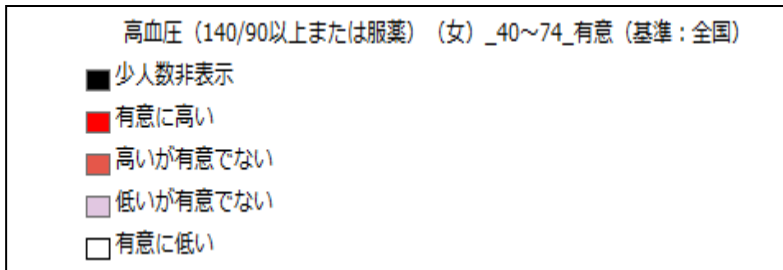 高血圧（140/90以上または服薬）（女）_40～74_有意（基準：全国）
少人数非表示
有意に高い
高いが有意でない
低いが有意でない
有意に低い